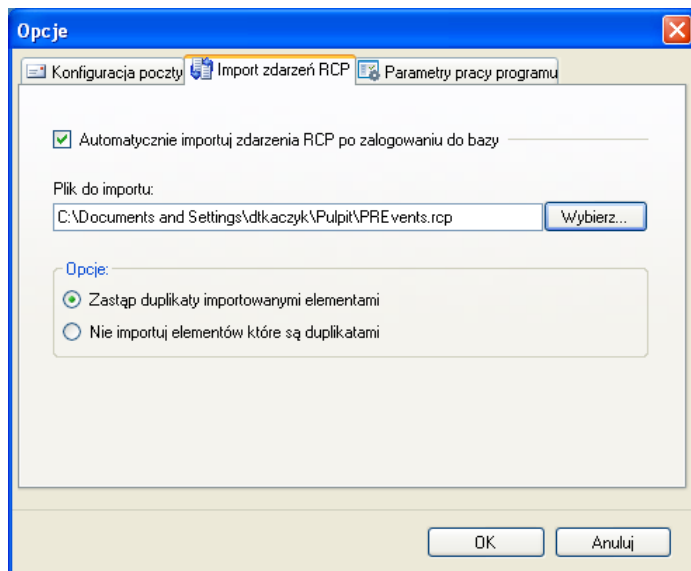 Opcje
Konfiguracja poczty Import zdarzeń RCP Parametry pracy programu
Automatycznie importuj zdarzenia RCP po zalogowaniu do bazy
Plik do importu:
C:\Documents and Settings\dtkaczyk\Pulpit\PREvents.rcp Wybierz...
Opcje:
Zastąp duplikaty importowanymi elementami
Nie importuj elementów które są duplikatami
OK Anuluj